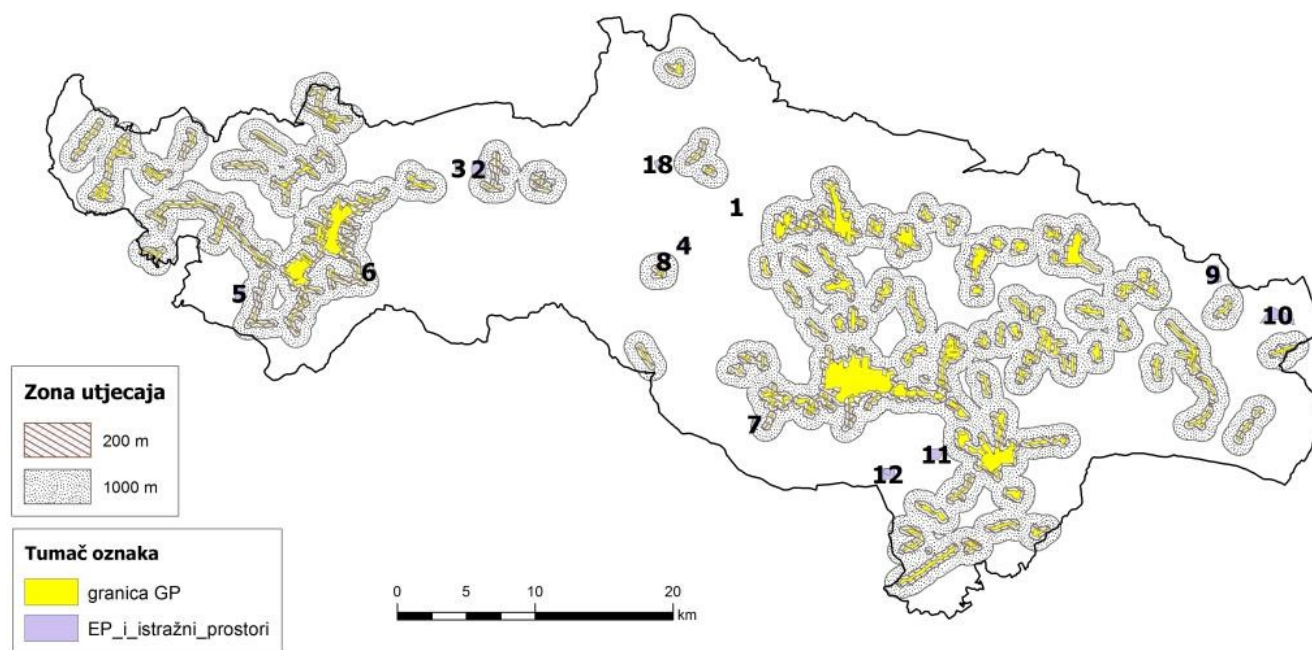 18
3 2
1
4
8
6
5
9
10
7
11
12
Zona utjecaja
200 m
1000 m
Tumač oznaka
granica GP
EP_i_istražni_prostori
0 5 10 20
km